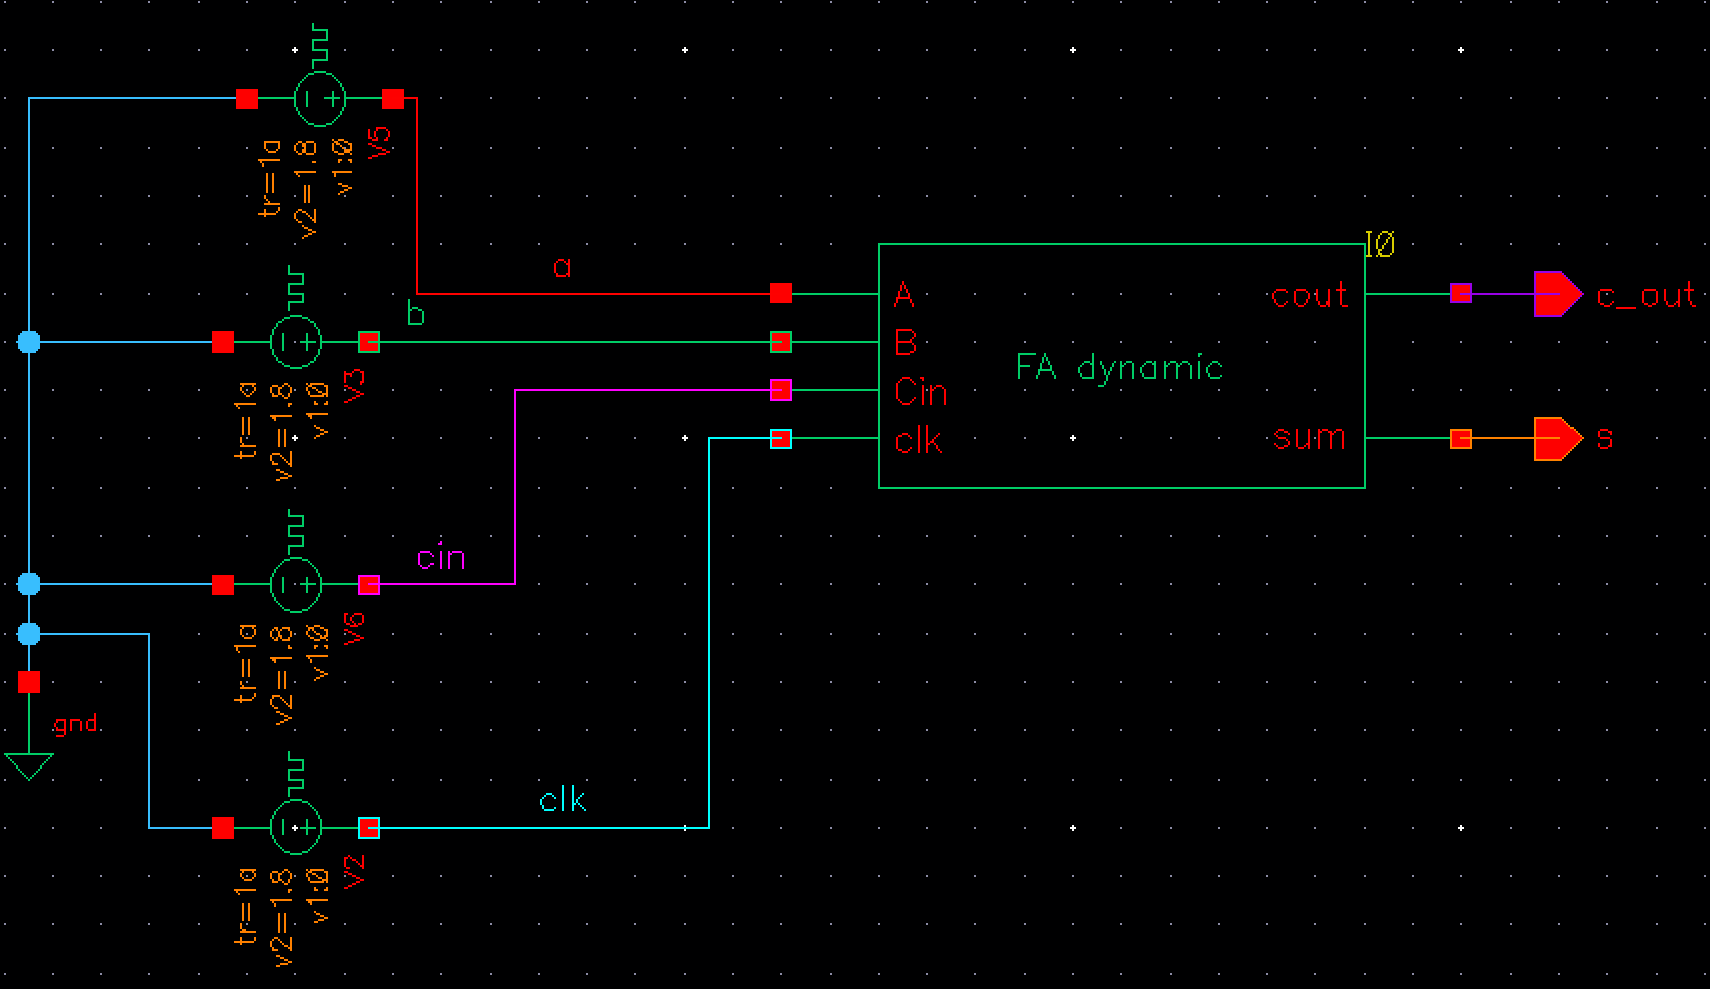 tr=1a
v2=1.8
v1:0
V5
a
b
tr=1a
v2=1.8
v1:0
V3
cin
tr=1a
v2=1.8
v1:0
V6
gnd
clk
tr=1a
v2=1.8
v1:0
V2
I0
A
B
Cin
clk
FA dynamic
cout
sum
c_out
s